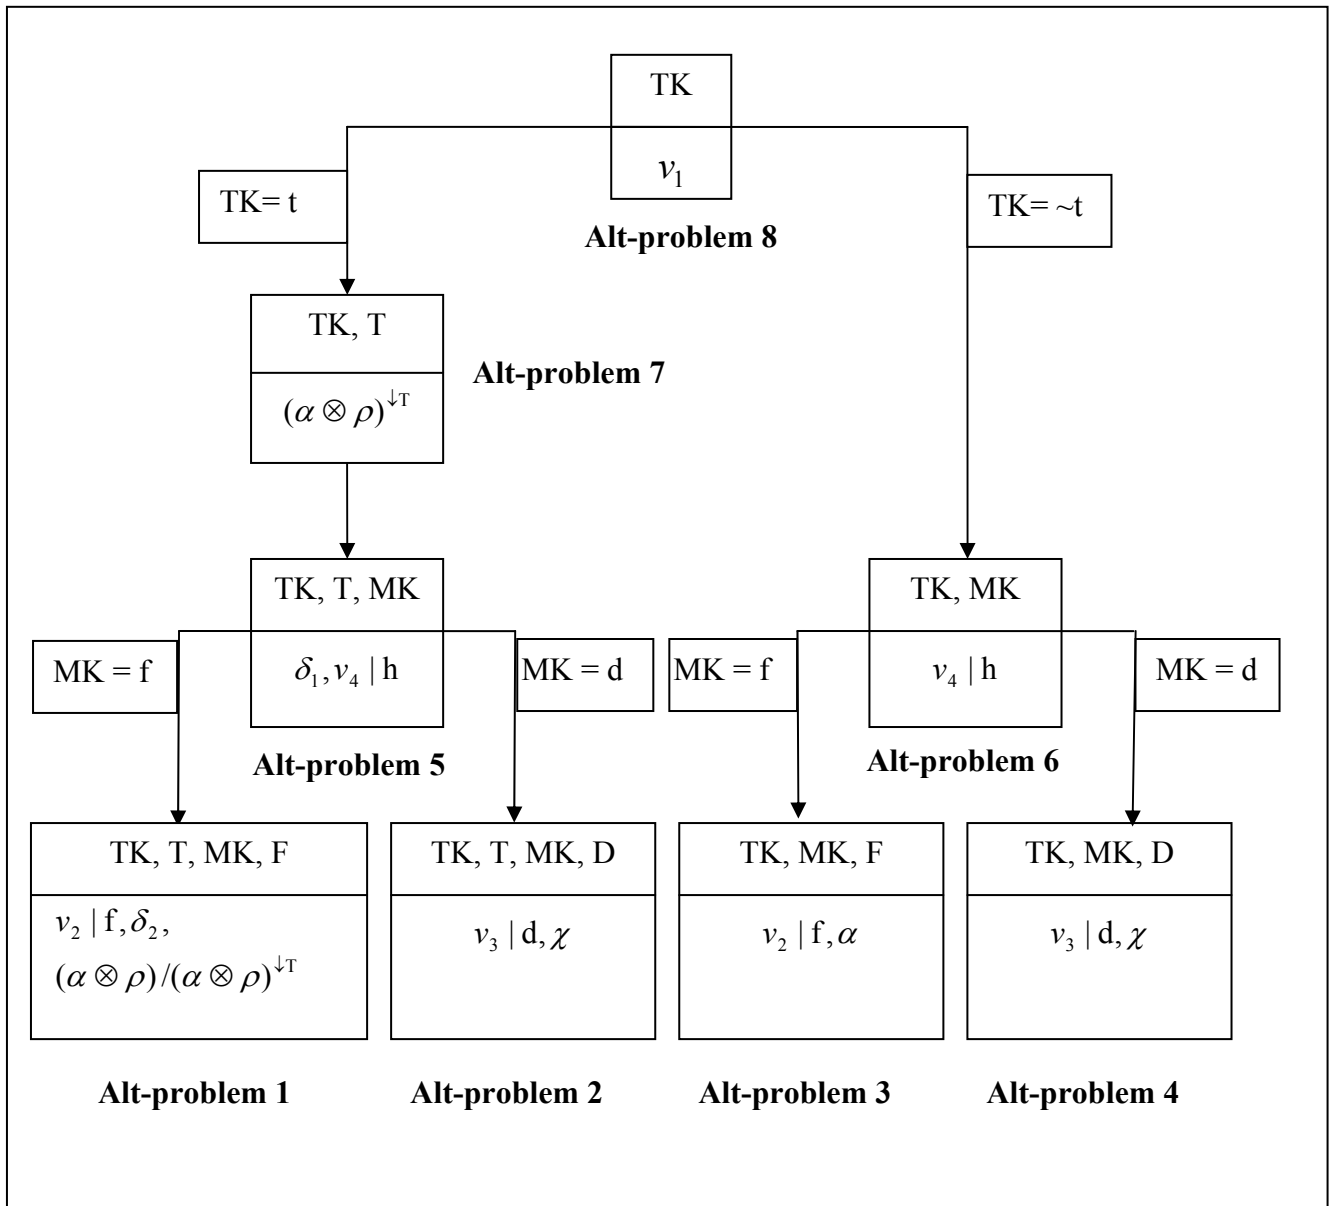 TK
v₁
TK= t
TK= ~t
Alt-problem 8
TK, T
(α ⊗ ρ)↓T
Alt-problem 7
TK, T, MK
TK, MK
MK = f
δ₁, v₄ | h
MK = d
MK = f
v₄ | h
MK = d
Alt-problem 5
Alt-problem 6
TK, T, MK, F
v₂ | f, δ₂,
(α ⊗ ρ)/(α ⊗ ρ)↓T
TK, T, MK, D
v₃ | d, χ
TK, MK, F
v₂ | f, α
TK, MK, D
v₃ | d, χ
Alt-problem 1
Alt-problem 2
Alt-problem 3
Alt-problem 4